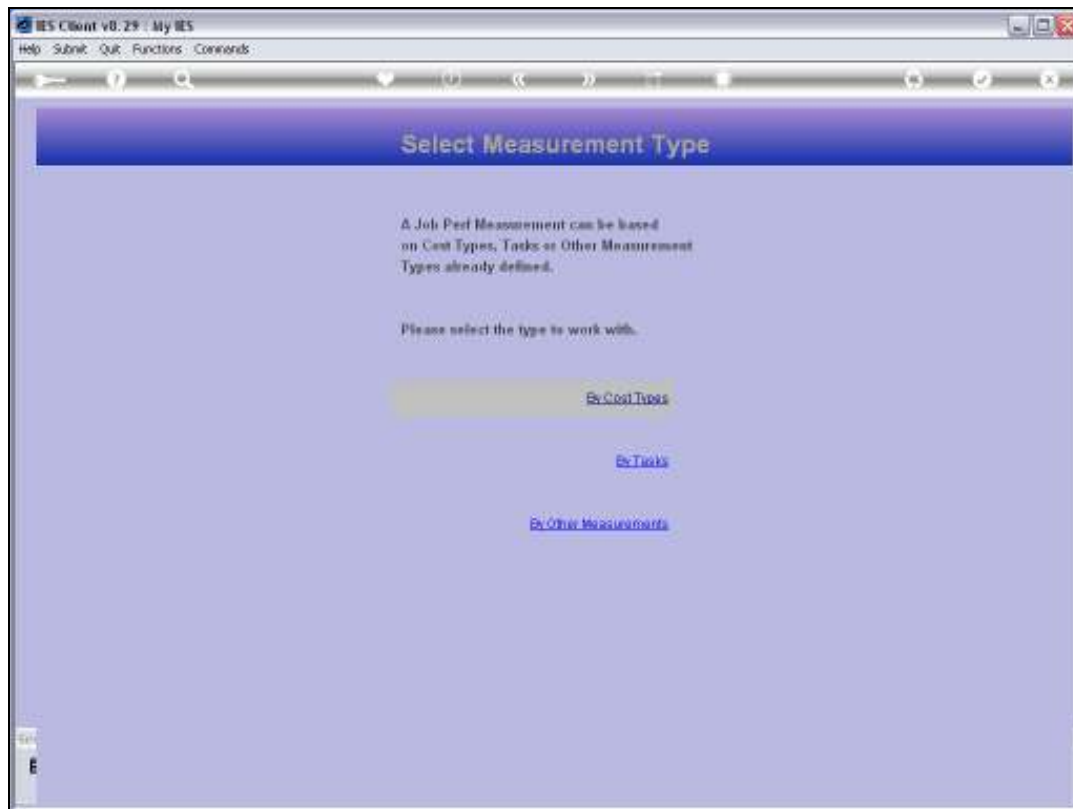 IES Client v8.29 : My IES
Help Submit Quit Functions Commands
Select Measurement Type
A Job Perf Measurement can be based
on Cost Types, Tasks or Other Measurement
Types already defined.
Please select the type to work with.
By Cost Types
By Tasks
By Other Measurements